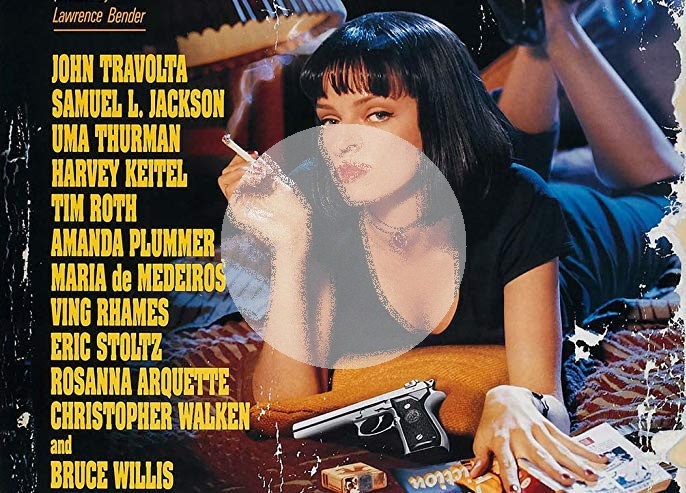 Lawrence Bender
JOHN TRAVOLTA
SAMUEL L. JACKSON
UMA THURMAN
HARVEY KEITEL
TIM ROTH
AMANDA PLUMMER
MARIA de MEDEIROS
VING RHAMES
ERIC STOLTZ
ROSANNA ARQUETTE
CHRISTOPHER WALKEN
and
BRUCE WILLIS